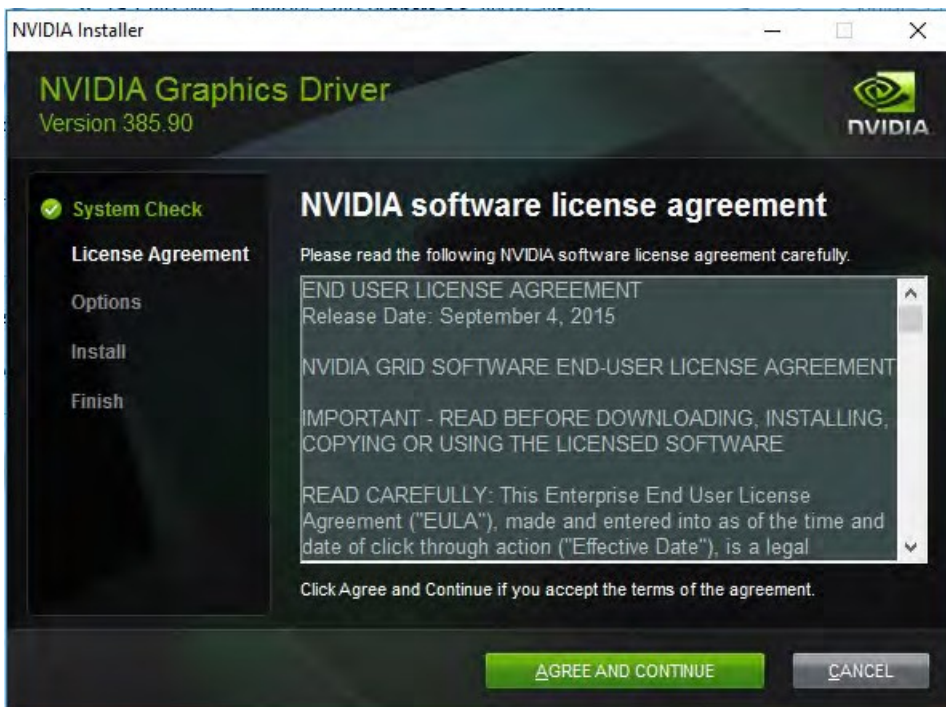 NVIDIA Installer
NVIDIA Graphics Driver
Version 385.90
NVIDIA
System Check
License Agreement
Options
Install
Finish
NVIDIA software license agreement
Please read the following NVIDIA software license agreement carefully.
END USER LICENSE AGREEMENT
Release Date: September 4, 2015
NVIDIA GRID SOFTWARE END-USER LICENSE AGREEMENT
IMPORTANT - READ BEFORE DOWNLOADING, INSTALLING,
COPYING OR USING THE LICENSED SOFTWARE
READ CAREFULLY: This Enterprise End User License
Agreement ("EULA"), made and entered into as of the time and
date of click through action ("Effective Date"), is a legal
Click Agree and Continue if you accept the terms of the agreement.
AGREE AND CONTINUE
CANCEL